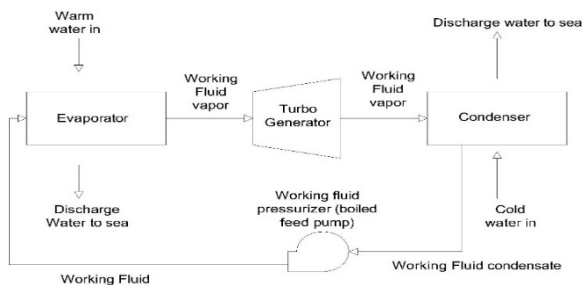 Warm
water in
Discharge water to sea
Working
Fluid
vapor
Working
Fluid
vapor
Evaporator
Turbo
Generator
Condenser
Discharge
Water to sea
Working fluid
pressurizer (boiled
feed pump)
Cold
water in
Working Fluid
Working Fluid condensate